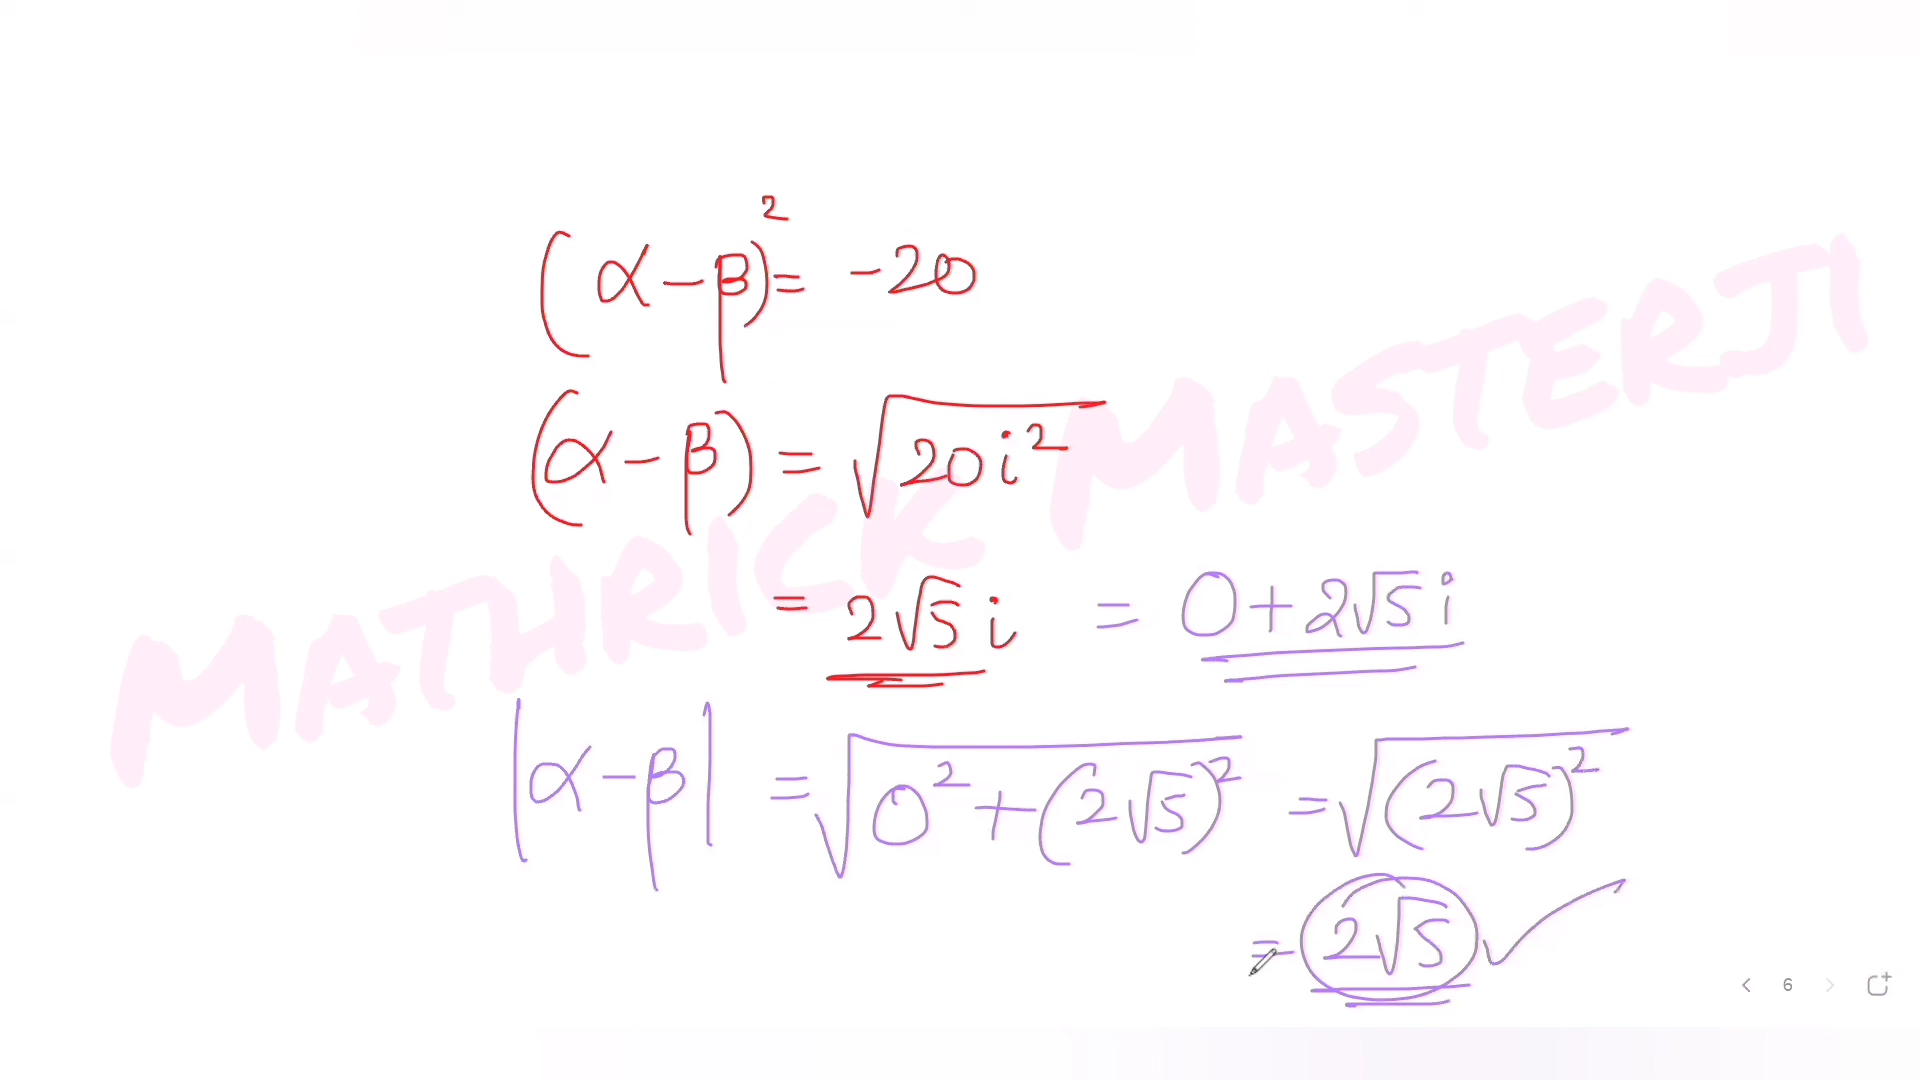 (α-β)²= -20
(α-β) = √20i²
= 2√5 i = 0+2√5 i
|α-β| = √0²+(2√5)² = √(2√5)²
= 2√5 ✓
MATHRICK MASTERJI
< 6 >